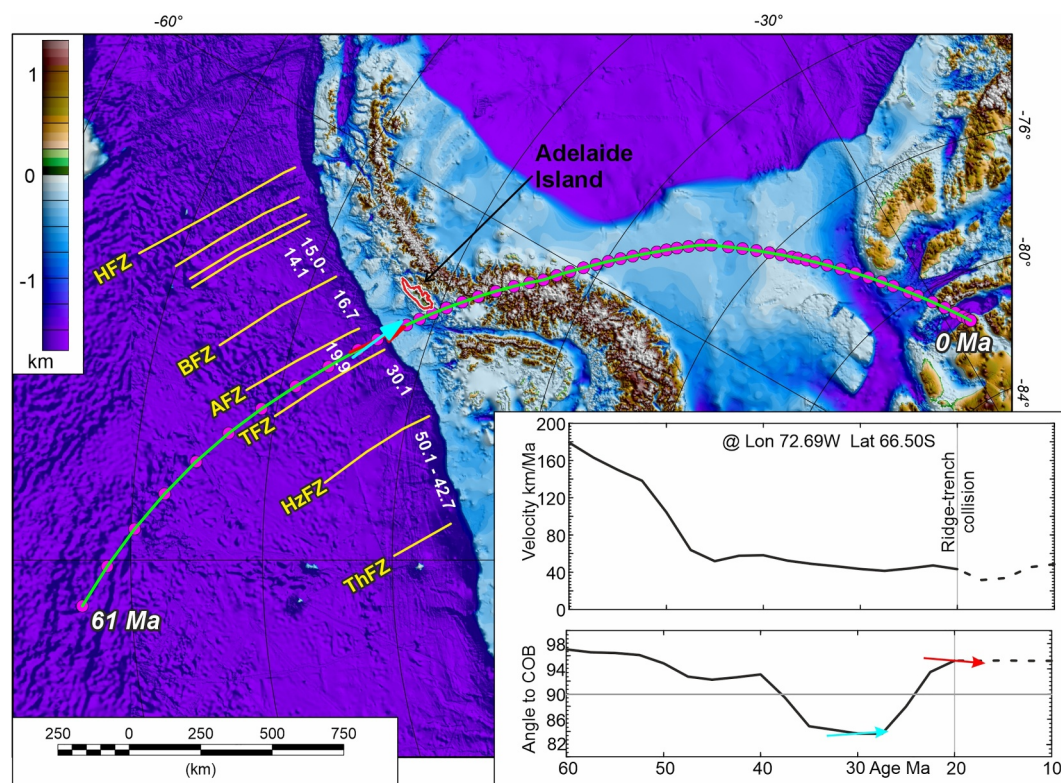 -60°
-30°
1
0
-1
km
Adelaide
Island
-76°
-80°
-84°
0 Ma
HFZ
15.0-
14.1
BFZ
16.7
AFZ
19.9
TFZ
30.1
HzFZ
50.1 - 42.7
ThFZ
61 Ma
250 0 250 500 750
(km)
@ Lon 72.69W Lat 66.50S
Velocity km/Ma
200
160
120
80
40
0
Ridge-trench
collision
Angle to COB
98
94
90
86
82
60 50 40 30 Age Ma 20 10